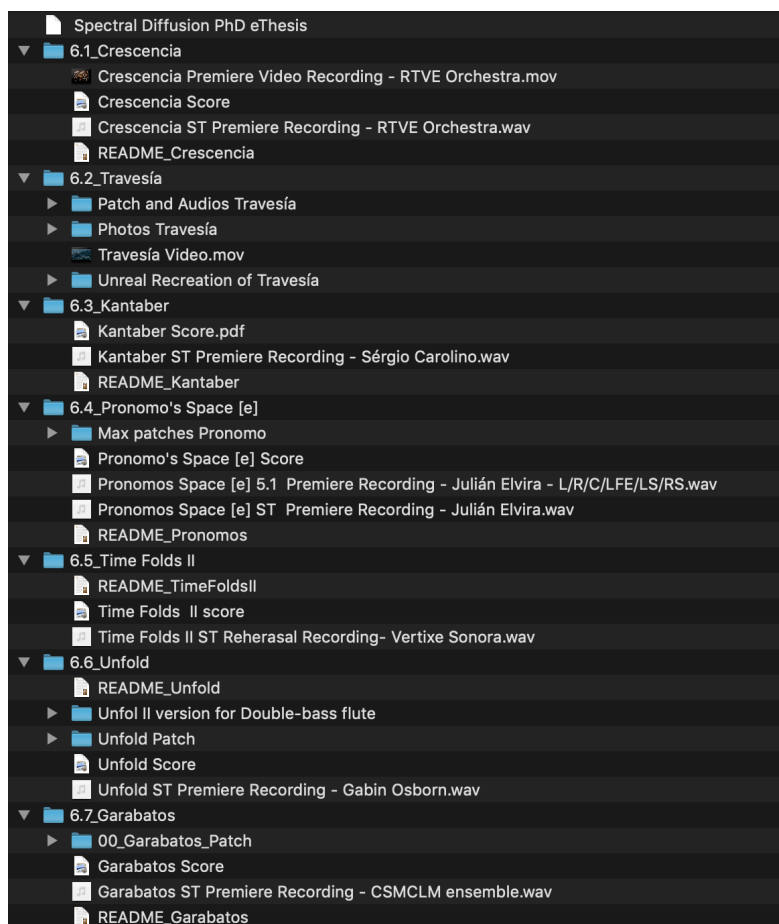 Spectral Diffusion PhD eThesis
6.1_Crescencia
Crescencia Premiere Video Recording - RTVE Orchestra.mov
Crescencia Score
Crescencia ST Premiere Recording - RTVE Orchestra.wav
README_Crescencia
6.2_Travesía
Patch and Audios Travesía
Photos Travesía
Travesía Video.mov
Unreal Recreation of Travesía
6.3_Kantaber
Kantaber Score.pdf
Kantaber ST Premiere Recording - Sérgio Carolino.wav
README_Kantaber
6.4_Pronomo's Space [e]
Max patches Pronomo
Pronomo's Space [e] Score
Pronomos Space [e] 5.1  Premiere Recording - Julián Elvira - L/R/C/LFE/LS/RS.wav
Pronomos Space [e] ST  Premiere Recording - Julián Elvira.wav
README_Pronomos
6.5_Time Folds II
README_TimeFoldsII
Time Folds  II score
Time Folds II ST Reherasal Recording- Vertixe Sonora.wav
6.6_Unfold
README_Unfold
Unfol II version for Double-bass flute
Unfold Patch
Unfold Score
Unfold ST Premiere Recording - Gabin Osborn.wav
6.7_Garabatos
00_Garabatos_Patch
Garabatos Score
Garabatos ST Premiere Recording - CSMCLM ensemble.wav
README_Garabatos